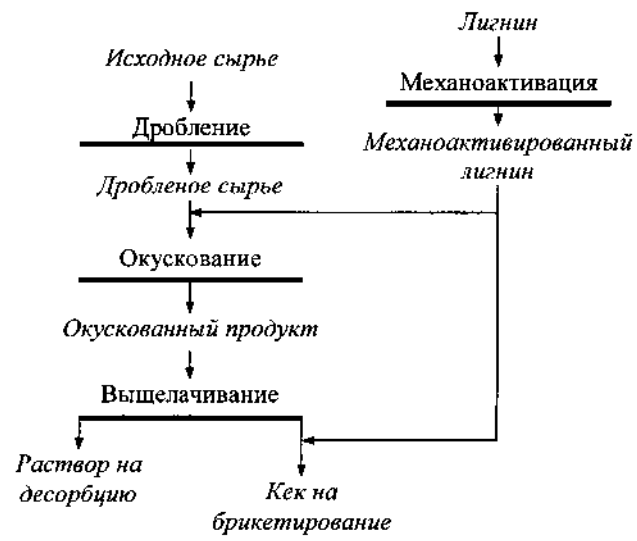 Лигнин
Исходное сырье
Механоактивация
Дробление
Механоактивированный
лигнин
Дробленое сырье
Окускование
Окускованный продукт
Выщелачивание
Раствор на
десорбцию
Кек на
брикетирование